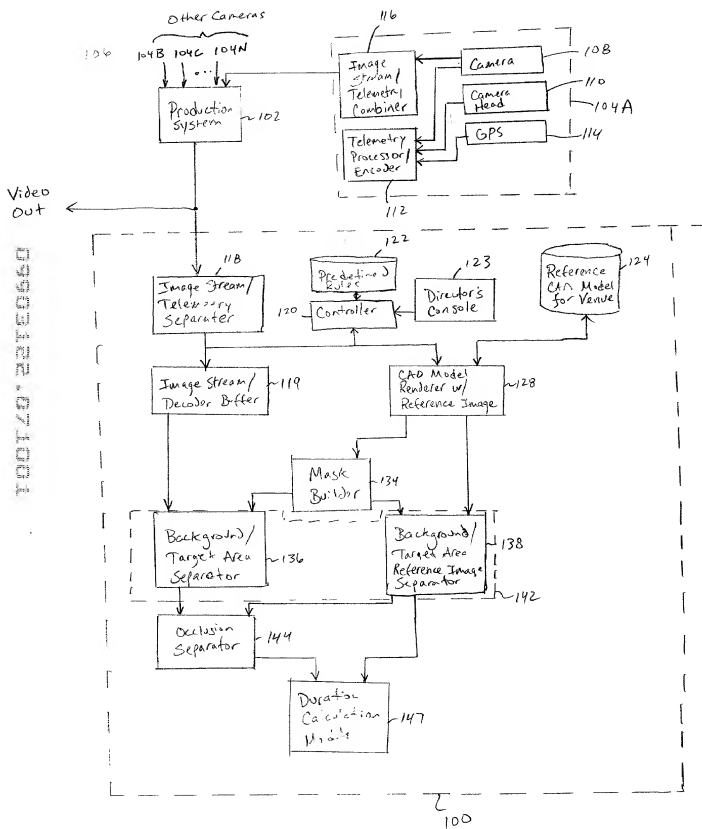 Other Cameras
106
104B 104C 104N
...
Production
System
102
116
Image
Stream/
Telemetry
Combiner
Camera
108
Camera
Head
110
GPS
114
104A
Telemetry
Processor/
Encoder
112
Video
Out
118
Image Stream/
Telemetry
Separater
122
Predefined
Rules
120
Controller
123
Director's
Console
Reference
CAD Model
for Venue
124
Image Stream/
Decoder Buffer
119
CAD Model
Renderer w/
Reference Image
128
Mask
Builder
134
Background/
Target Area
Separator
136
Background/
Target Area
Reference Image
Separator
138
142
Occlusion
Separator
144
Duration
Calculation
Module
147
100